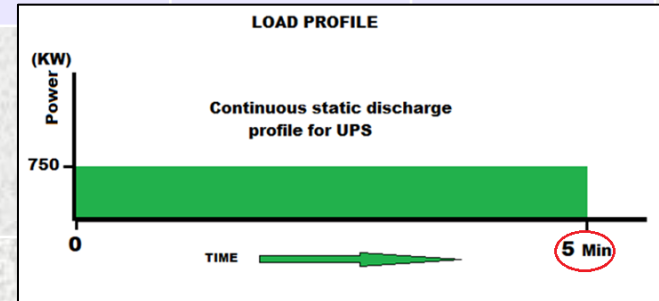 LOAD PROFILE
(KW)
Power
Continuous static discharge
profile for UPS
750
0
5 Min
TIME